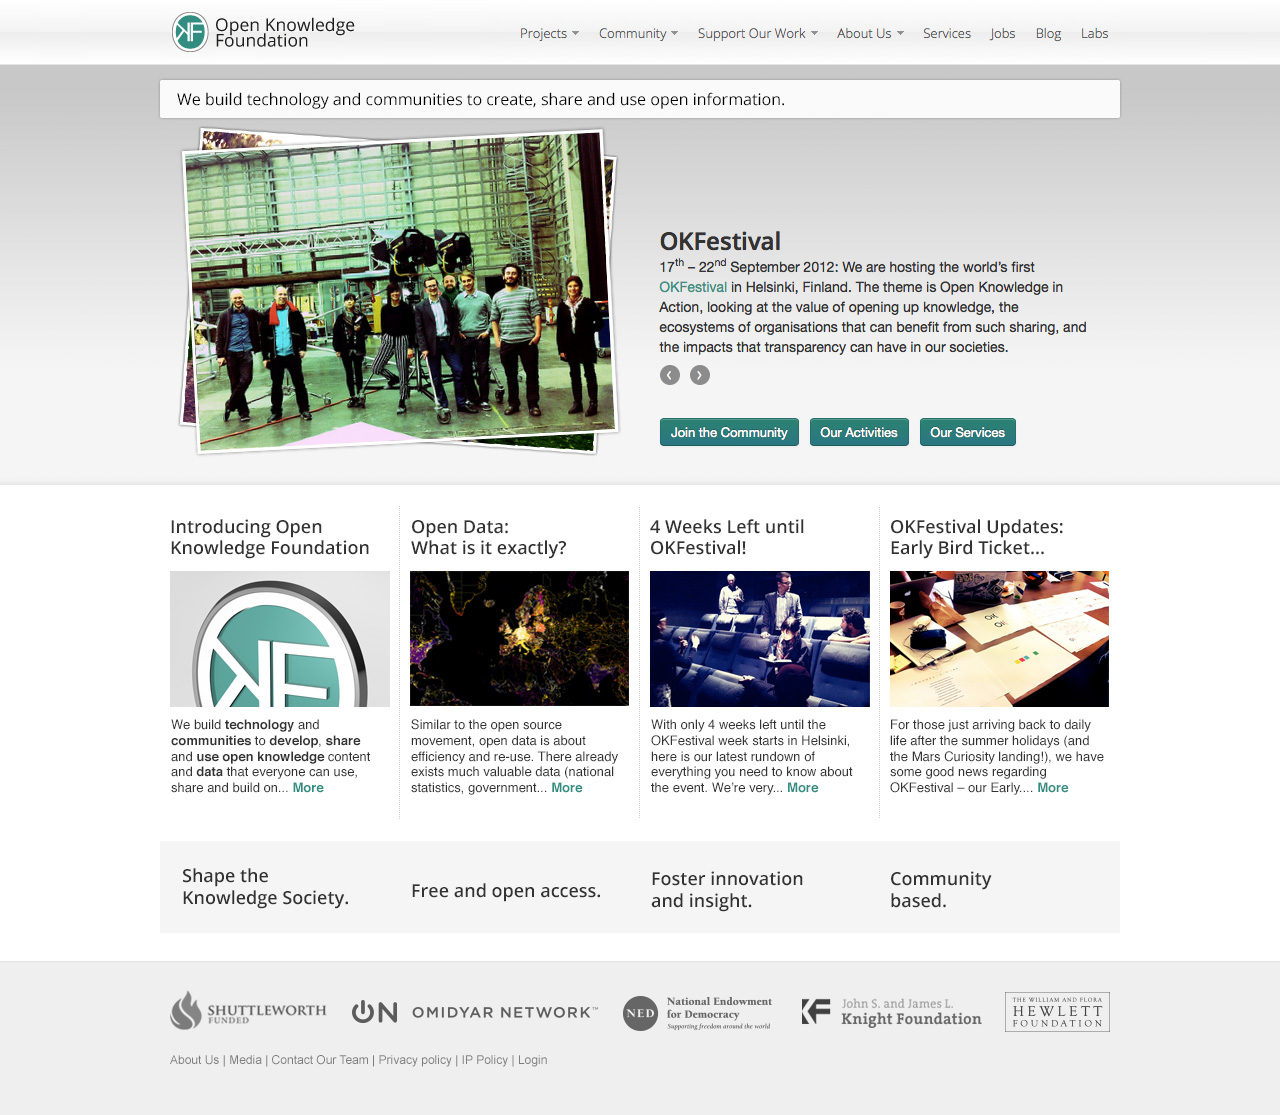 Open Knowledge
Foundation
Projects Community Support Our Work About Us Services Jobs Blog Labs
We build technology and communities to create, share and use open information.
OKFestival
17th – 22nd September 2012: We are hosting the world’s first
OKFestival in Helsinki, Finland. The theme is Open Knowledge in
Action, looking at the value of opening up knowledge, the
ecosystems of organisations that can benefit from such sharing, and
the impacts that transparency can have in our societies.
Join the Community Our Activities Our Services
Introducing Open
Knowledge Foundation
We build technology and
communities to develop, share
and use open knowledge content
and data that everyone can use,
share and build on... More
Open Data:
What is it exactly?
Similar to the open source
movement, open data is about
efficiency and re-use. There already
exists much valuable data (national
statistics, government... More
4 Weeks Left until
OKFestival!
With only 4 weeks left until the
OKFestival week starts in Helsinki,
here is our latest rundown of
everything you need to know about
the event. We’re very... More
OKFestival Updates:
Early Bird Ticket...
OK
OK
For those just arriving back to daily
life after the summer holidays (and
the Mars Curiosity landing!), we have
some good news regarding
OKFestival – our Early.... More
Shape the
Knowledge Society.
Free and open access.
Foster innovation
and insight.
Community
based.
SHUTTLEWORTH
FUNDED
ON OMIDYAR NETWORK™
NED
National Endowment
for Democracy
Supporting freedom around the world
John S. and James L.
Knight Foundation
THE WILLIAM AND FLORA
HEWLETT
FOUNDATION
About Us | Media | Contact Our Team | Privacy policy | IP Policy | Login